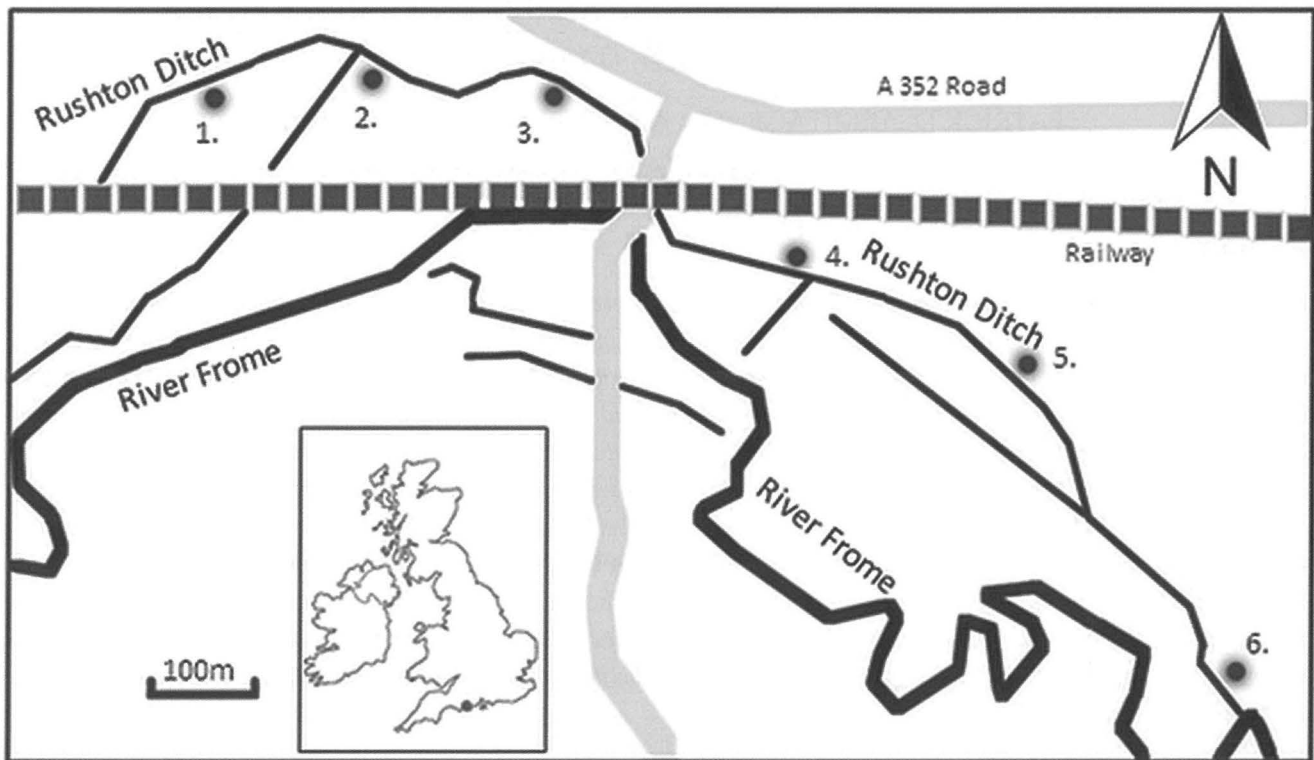 Rushton Ditch
A 352 Road
N
1.
2.
3.
Railway
4.
Rushton Ditch
5.
River Frome
River Frome
100m
6.